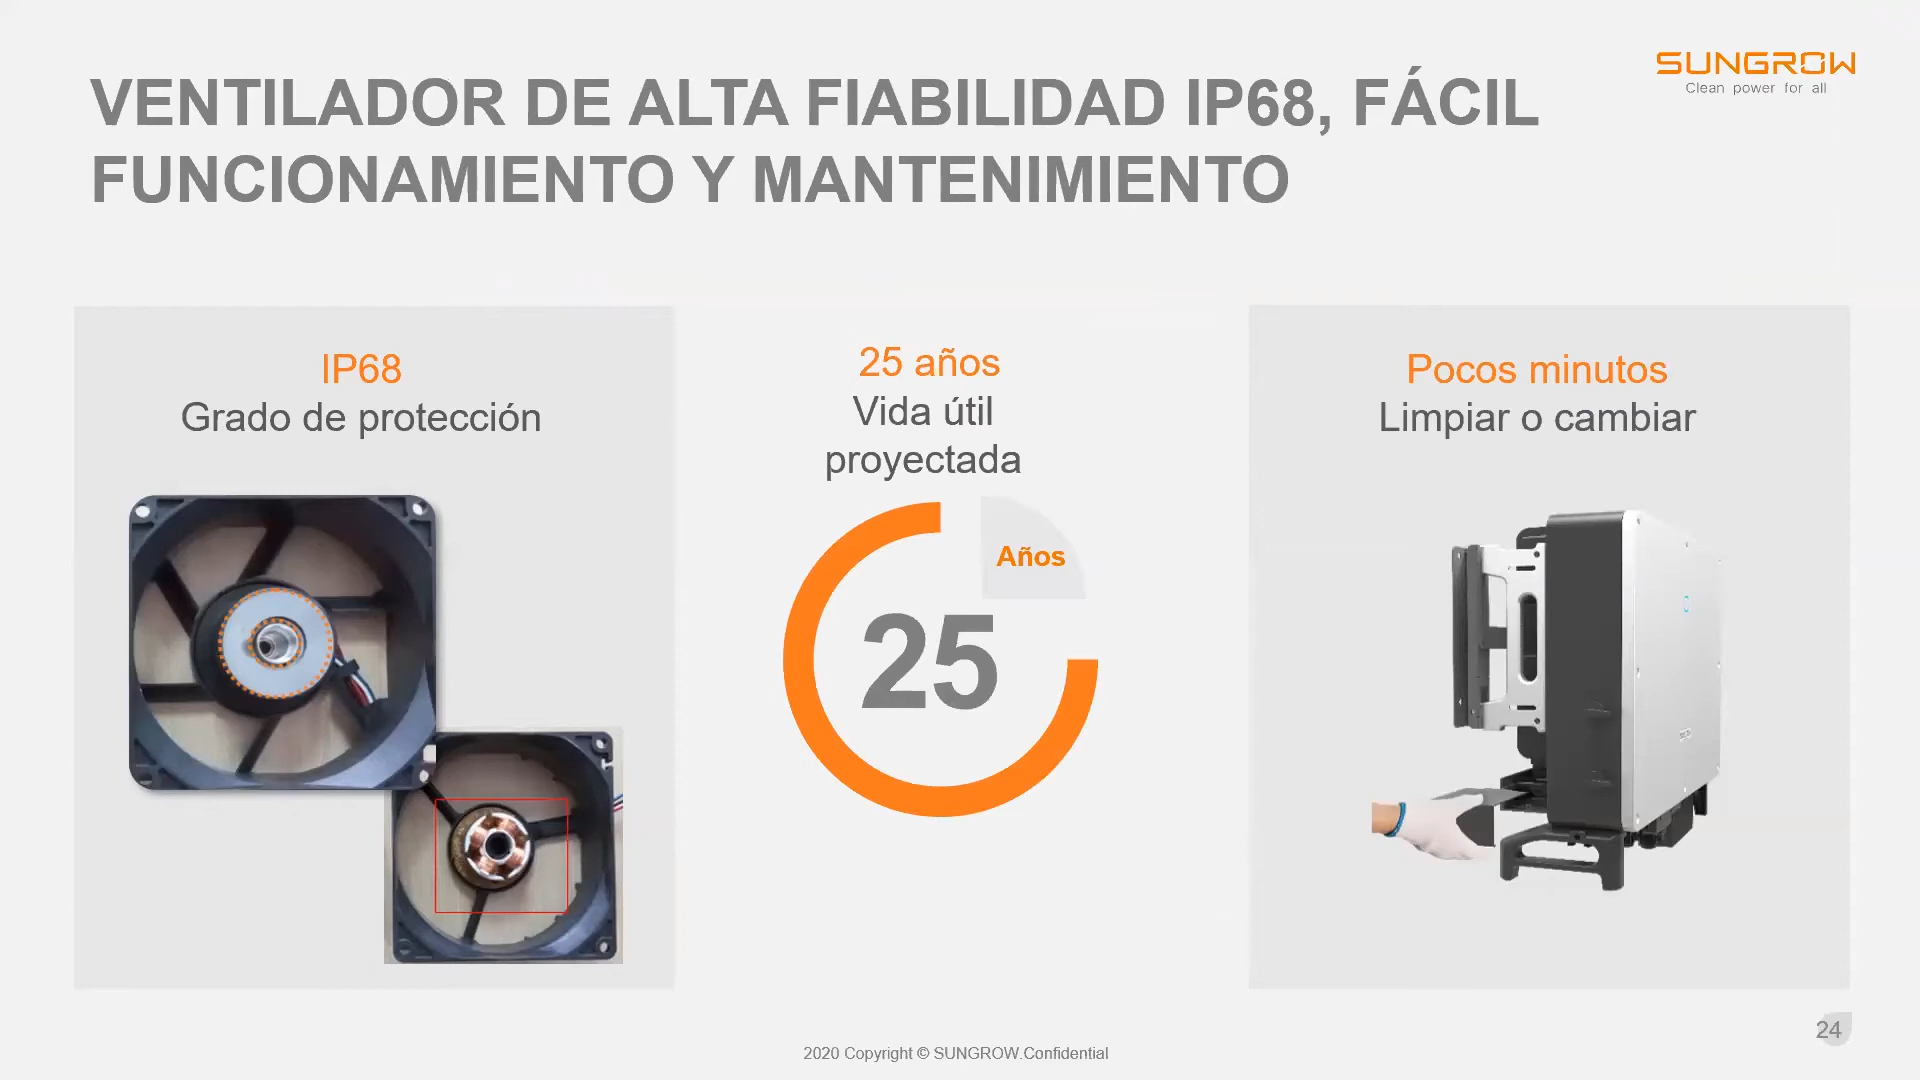 SUNGROW
Clean power for all
VENTILADOR DE ALTA FIABILIDAD IP68, FÁCIL
FUNCIONAMIENTO Y MANTENIMIENTO
IP68
Grado de protección
25 años
Vida útil
proyectada
Años
25
Pocos minutos
Limpiar o cambiar
24
2020 Copyright © SUNGROW.Confidential